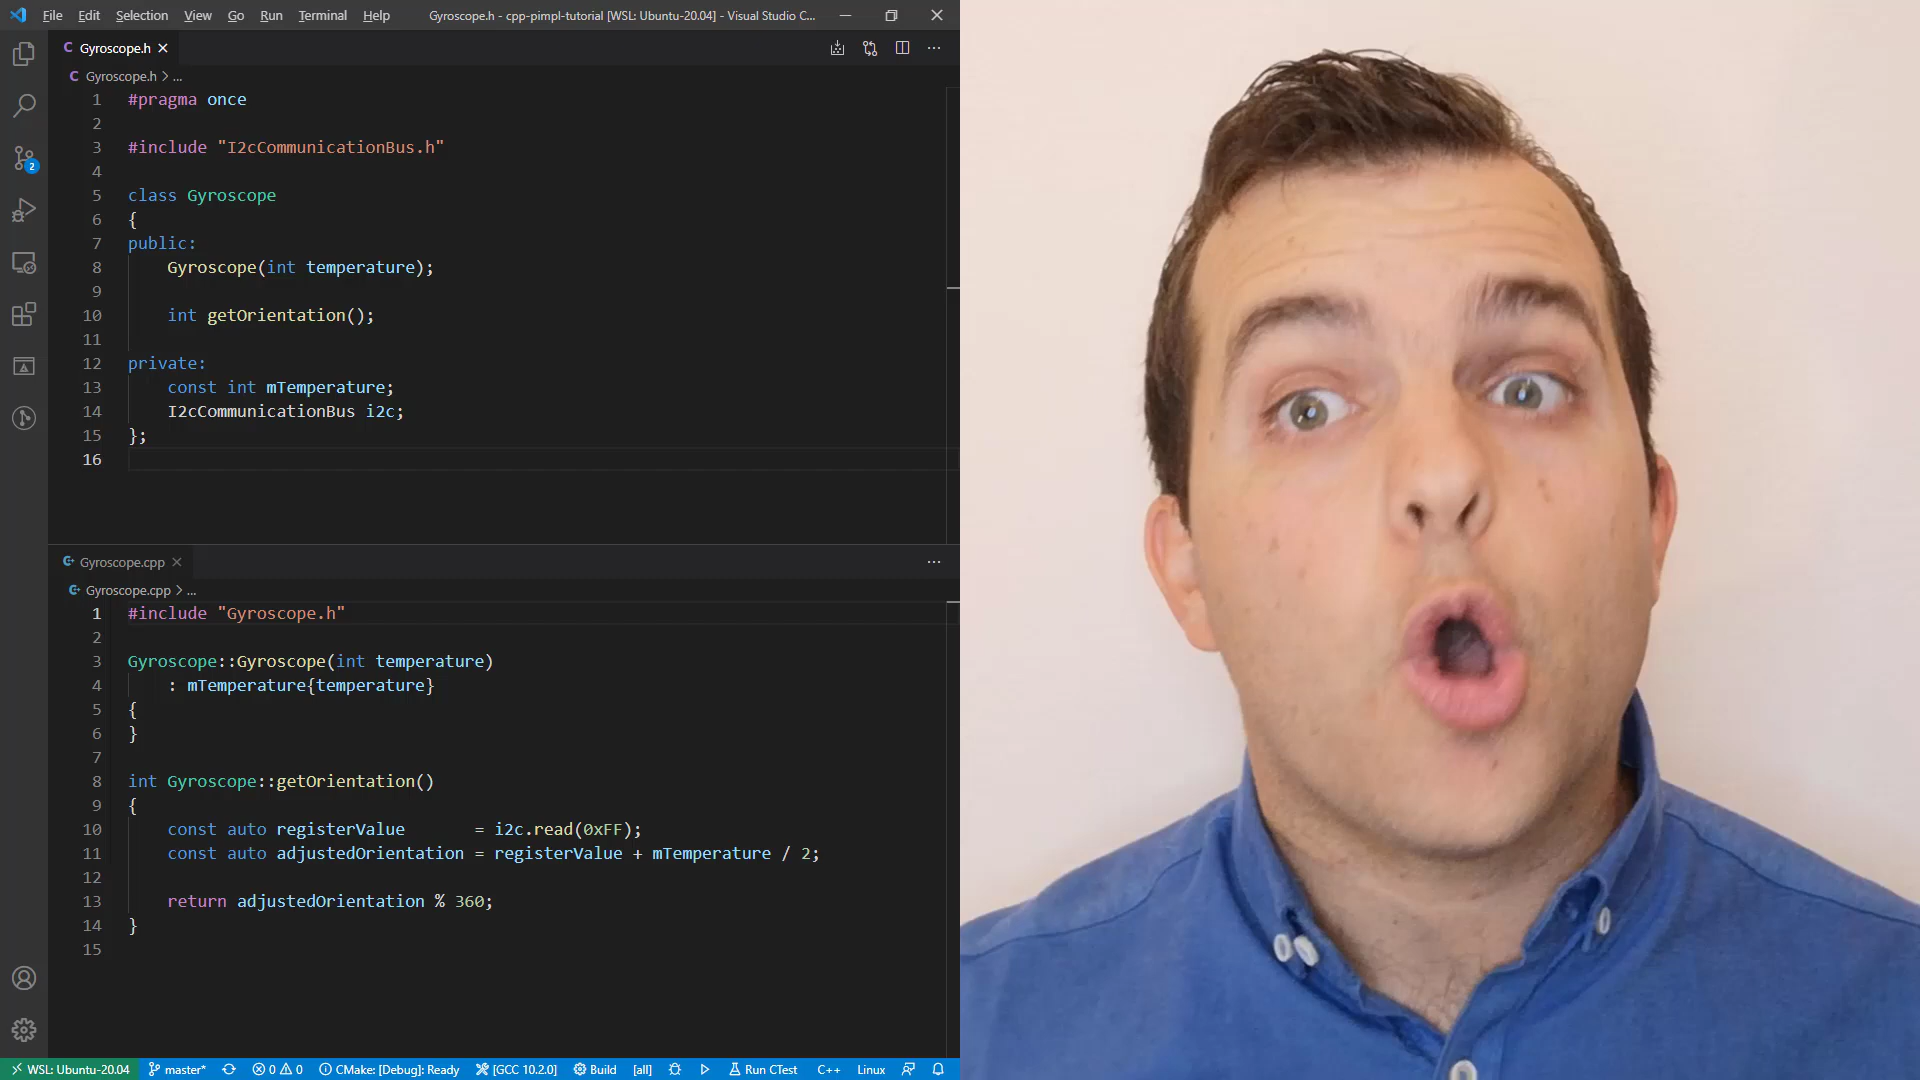 File Edit Selection View Go Run Terminal Help Gyroscope.h - cpp-pimpl-tutorial [WSL: Ubuntu-20.04] - Visual Studio C...
Gyroscope.h
Gyroscope.h > ...
1 #pragma once
2
3 #include "I2cCommunicationBus.h"
4
5 class Gyroscope
6 {
7 public:
8 Gyroscope(int temperature);
9
10 int getOrientation();
11
12 private:
13 const int mTemperature;
14 I2cCommunicationBus i2c;
15 };
16
2
Gyroscope.cpp
Gyroscope.cpp > ...
1 #include "Gyroscope.h"
2
3 Gyroscope::Gyroscope(int temperature)
4 : mTemperature{temperature}
5 {
6 }
7
8 int Gyroscope::getOrientation()
9 {
10 const auto registerValue = i2c.read(0xFF);
11 const auto adjustedOrientation = registerValue + mTemperature / 2;
12
13 return adjustedOrientation % 360;
14 }
15
WSL: Ubuntu-20.04 master* 0 0 CMake: [Debug]: Ready [GCC 10.2.0] Build [all] Run CTest C++ Linux